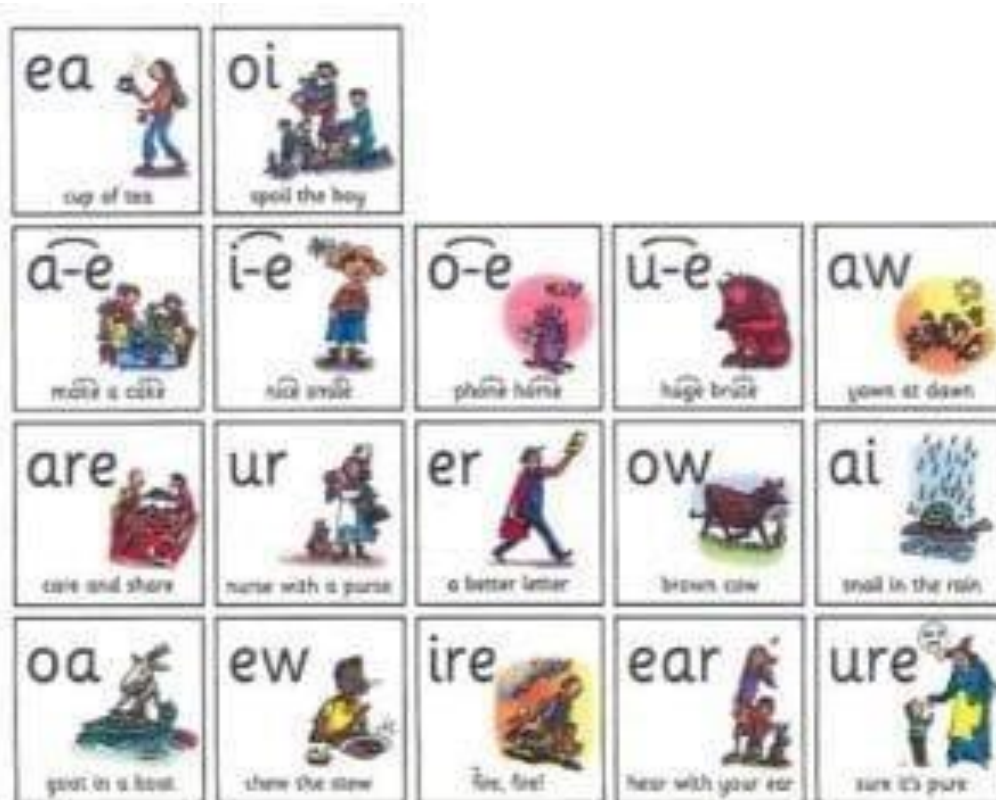 ea
cup of tea
oi
spoil the boy
a-e
make a cake
i-e
nice smile
o-e
phone home
u-e
huge brute
aw
yawn at dawn
are
care and share
ur
nurse with a purse
er
a better letter
ow
brown cow
ai
snail in the rain
oa
goat in a boat
ew
chew the stew
ire
fire, fire!
ear
hear with your ear
ure
sure it's pure